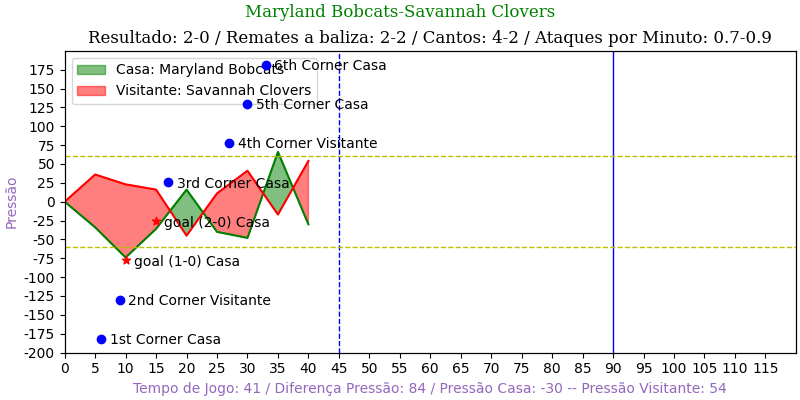 Maryland Bobcats-Savannah Clovers
Resultado: 2-0 / Remates a baliza: 2-2 / Cantos: 4-2 / Ataques por Minuto: 0.7-0.9
Casa: Maryland Bobcats
Visitante: Savannah Clovers
6th Corner Casa
5th Corner Casa
4th Corner Visitante
3rd Corner Casa
goal (2-0) Casa
goal (1-0) Casa
2nd Corner Visitante
1st Corner Casa
Pressão
175
150
125
100
75
50
25
0
-25
-50
-75
-100
-125
-150
-175
-200
0 5 10 15 20 25 30 35 40 45 50 55 60 65 70 75 80 85 90 95 100 105 110 115
Tempo de Jogo: 41 / Diferença Pressão: 84 / Pressão Casa: -30 -- Pressão Visitante: 54